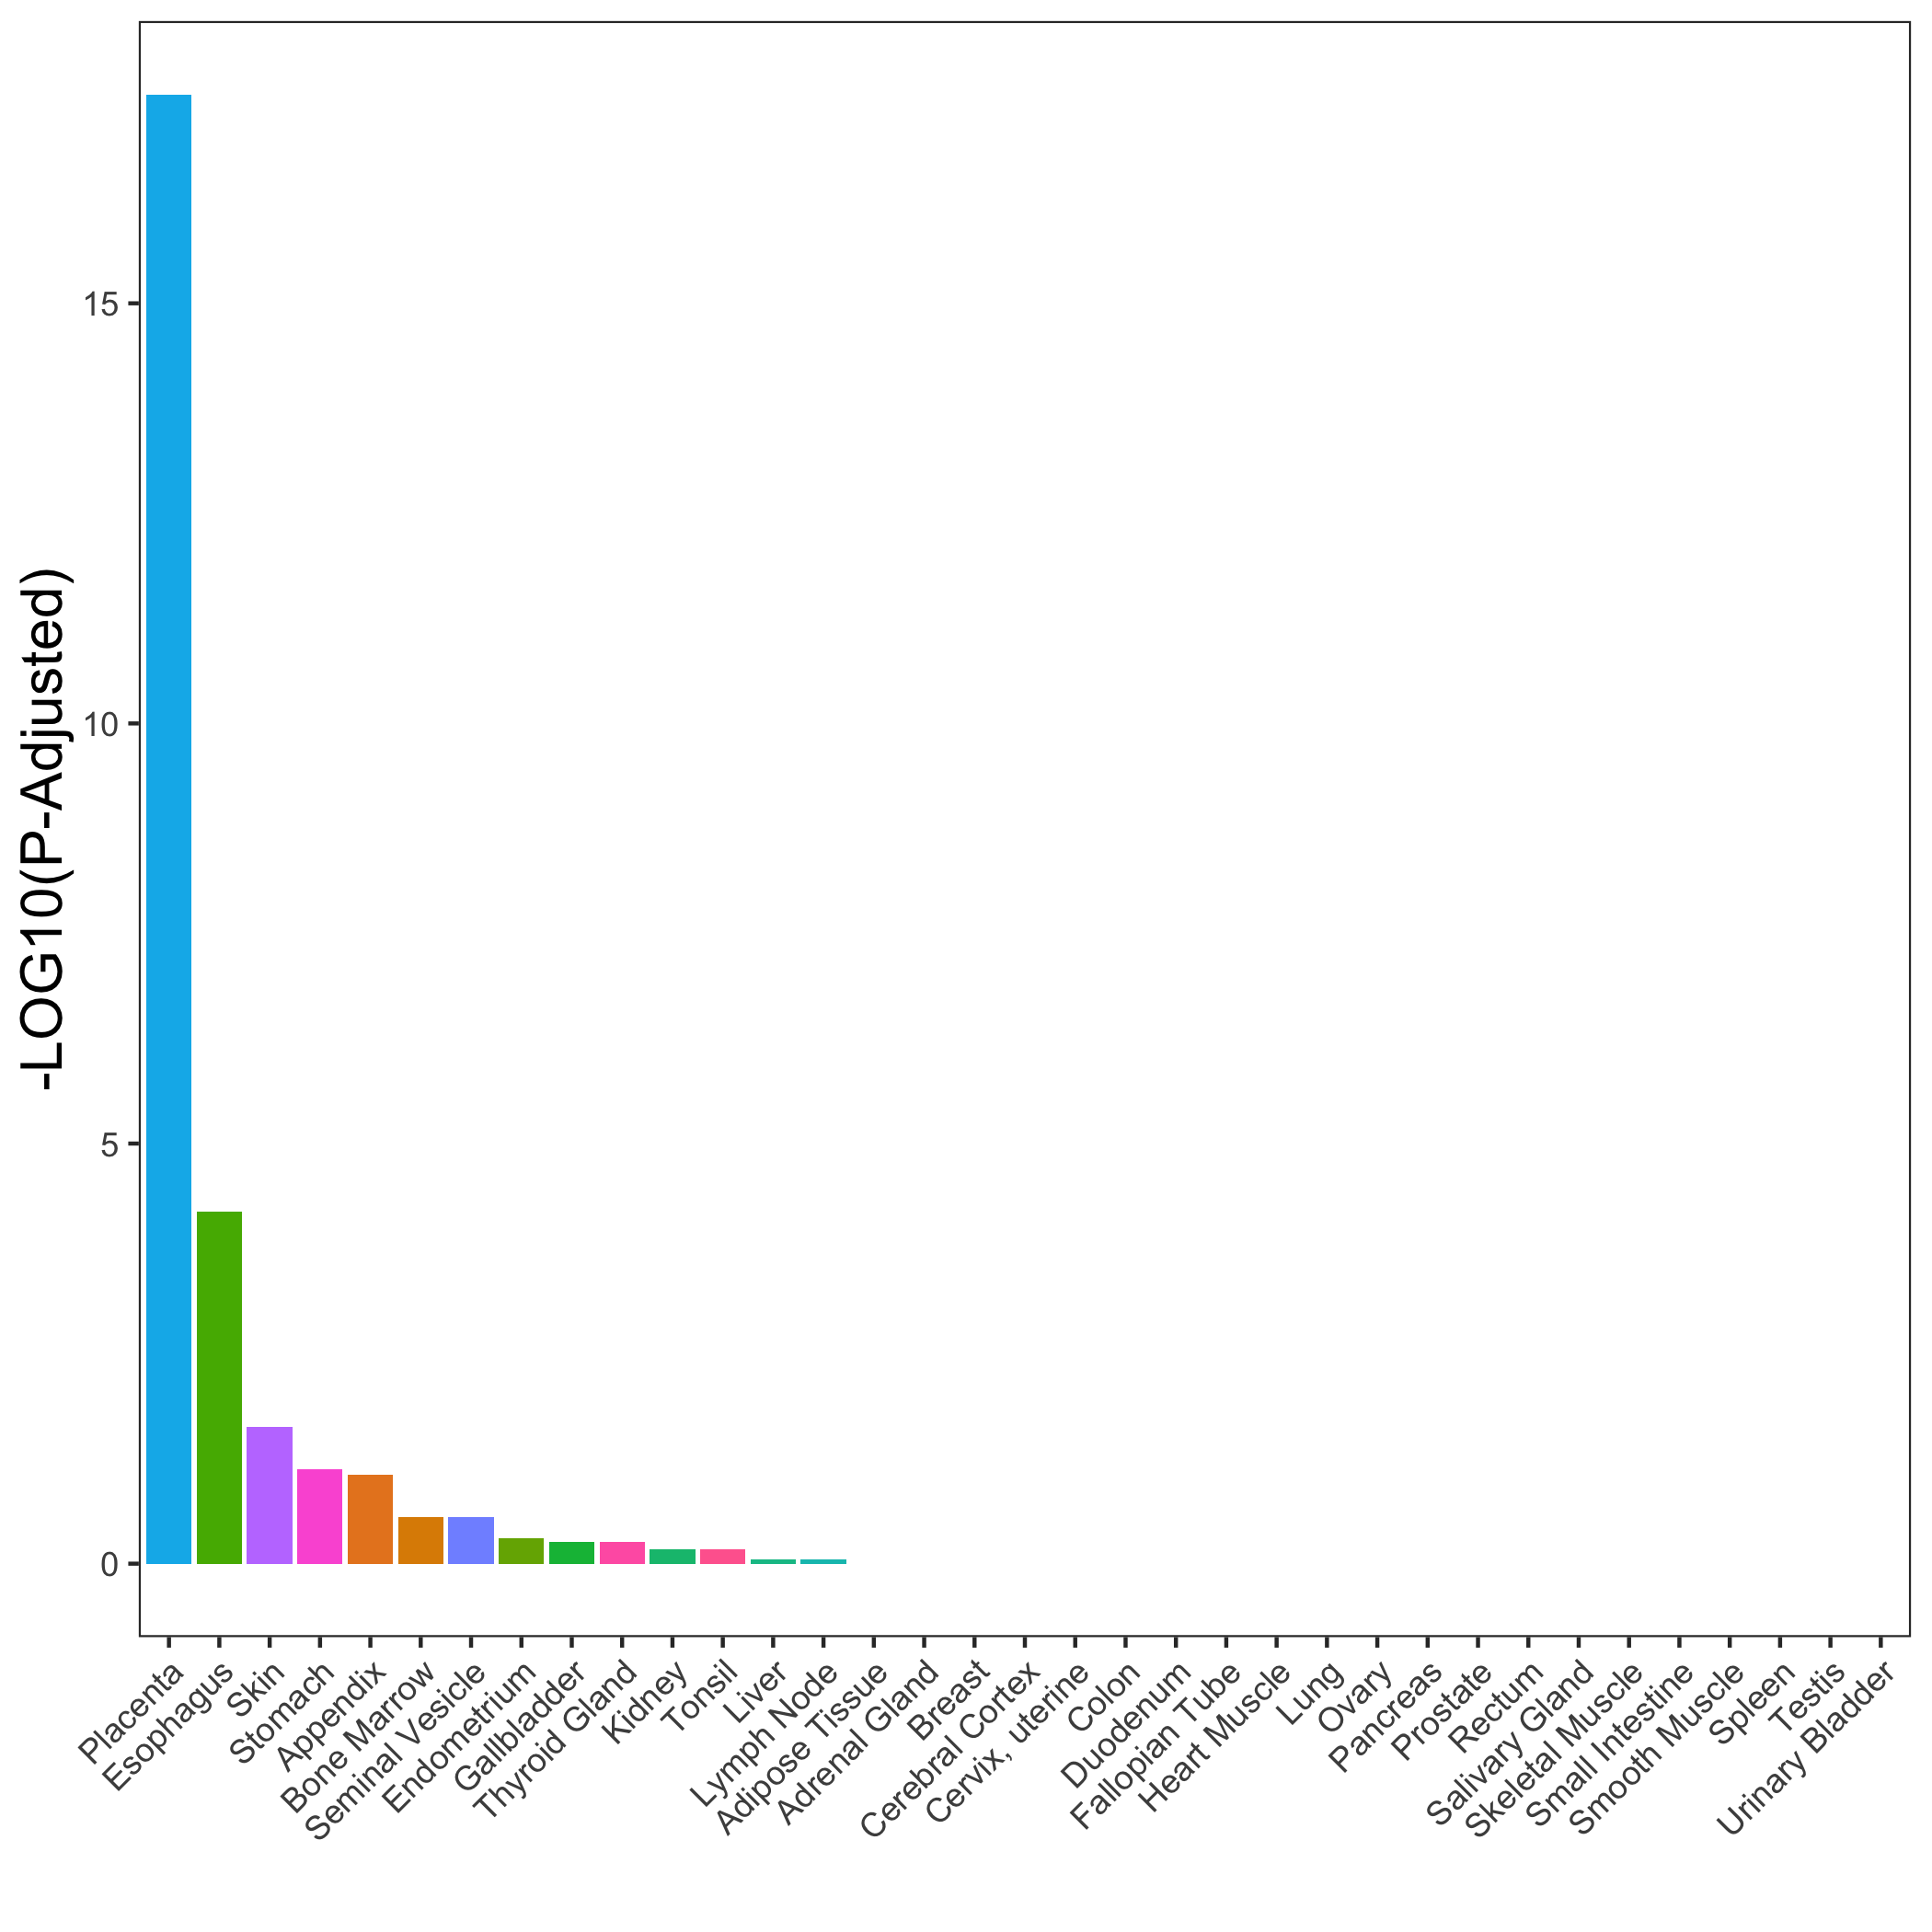 -LOG10(P-Adjusted)
15
10
5
0
Placenta
Esophagus
Skin
Stomach
Appendix
Bone Marrow
Seminal Vesicle
Endometrium
Gallbladder
Thyroid Gland
Kidney
Tonsil
Liver
Lymph Node
Adipose Tissue
Adrenal Gland
Breast
Cerebral Cortex
Cervix, uterine
Colon
Duodenum
Fallopian Tube
Heart Muscle
Lung
Ovary
Pancreas
Prostate
Rectum
Salivary Gland
Skeletal Muscle
Small Intestine
Smooth Muscle
Spleen
Testis
Urinary Bladder